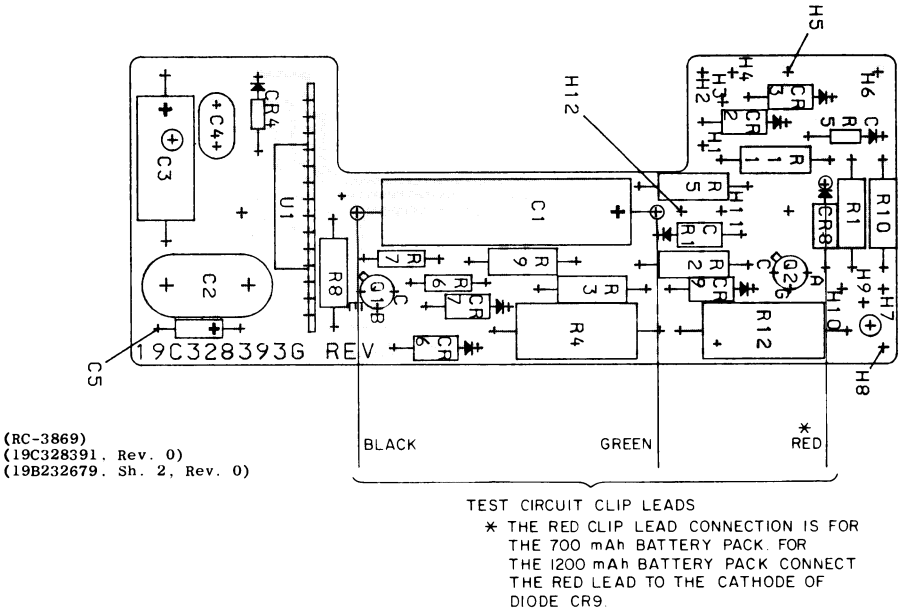 H5
H4
H3
H2
H6
CR3
CR2
CR5
H12
H1
R11
CR4
C4
C3
U1
C1
R5
H11
CR1
CR8
R1
R10
R7
R9
R2
Q2
C
A
G
H9
H7
H10
C2
R8
Q1
E
B
C
R6
CR7
R3
CR9
R4
R12
H8
CR6
C5
19C328393G REV
BLACK
GREEN
*
RED
(RC-3869)
(19C328391. Rev. 0)
(19B232679. Sh. 2, Rev. 0)
TEST CIRCUIT CLIP LEADS
* THE RED CLIP LEAD CONNECTION IS FOR
THE 700 mAh BATTERY PACK. FOR
THE 1200 mAh BATTERY PACK CONNECT
THE RED LEAD TO THE CATHODE OF
DIODE CR9.